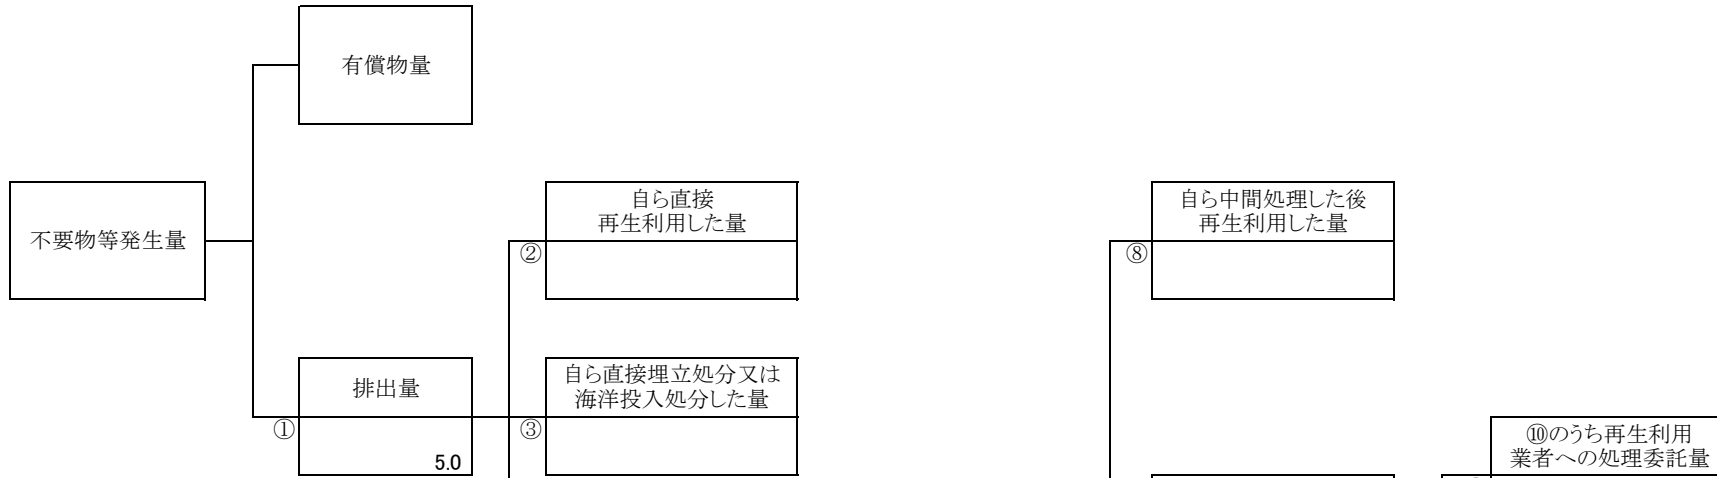 有償物量
不要物等発生量
自ら直接
再生利用した量
②
自ら中間処理した後
再生利用した量
⑧
排出量
①
5.0
自ら直接埋立処分又は
海洋投入処分した量
③
⑩のうち再生利用
業者への処理委託量